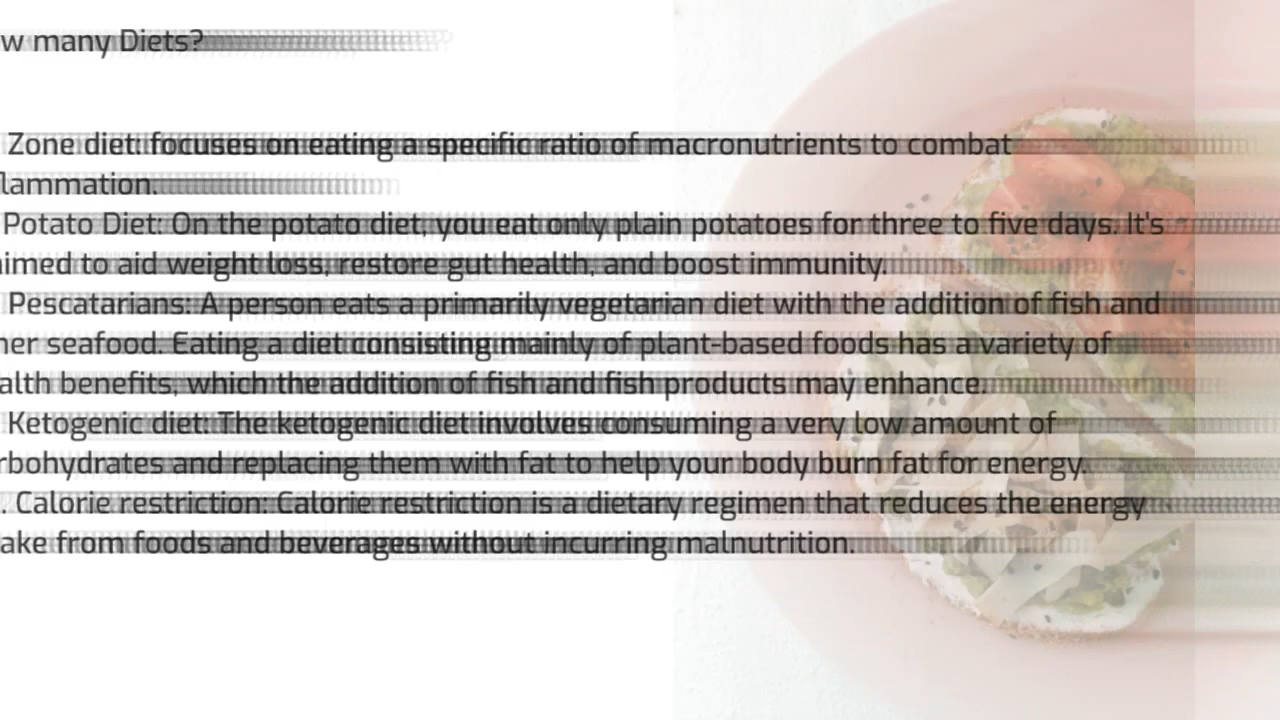 w many Diets?
Zone diet: focuses on eating a specific ratio of macronutrients to combat
lammation.
Potato Diet: On the potato diet, you eat only plain potatoes for three to five days. It's
imed to aid weight loss, restore gut health, and boost immunity.
Pescatarians: A person eats a primarily vegetarian diet with the addition of fish and
her seafood. Eating a diet consisting mainly of plant-based foods has a variety of
alth benefits, which the addition of fish and fish products may enhance.
Ketogenic diet: The ketogenic diet involves consuming a very low amount of
rbohydrates and replacing them with fat to help your body burn fat for energy.
. Calorie restriction: Calorie restriction is a dietary regimen that reduces the energy
ake from foods and beverages without incurring malnutrition.